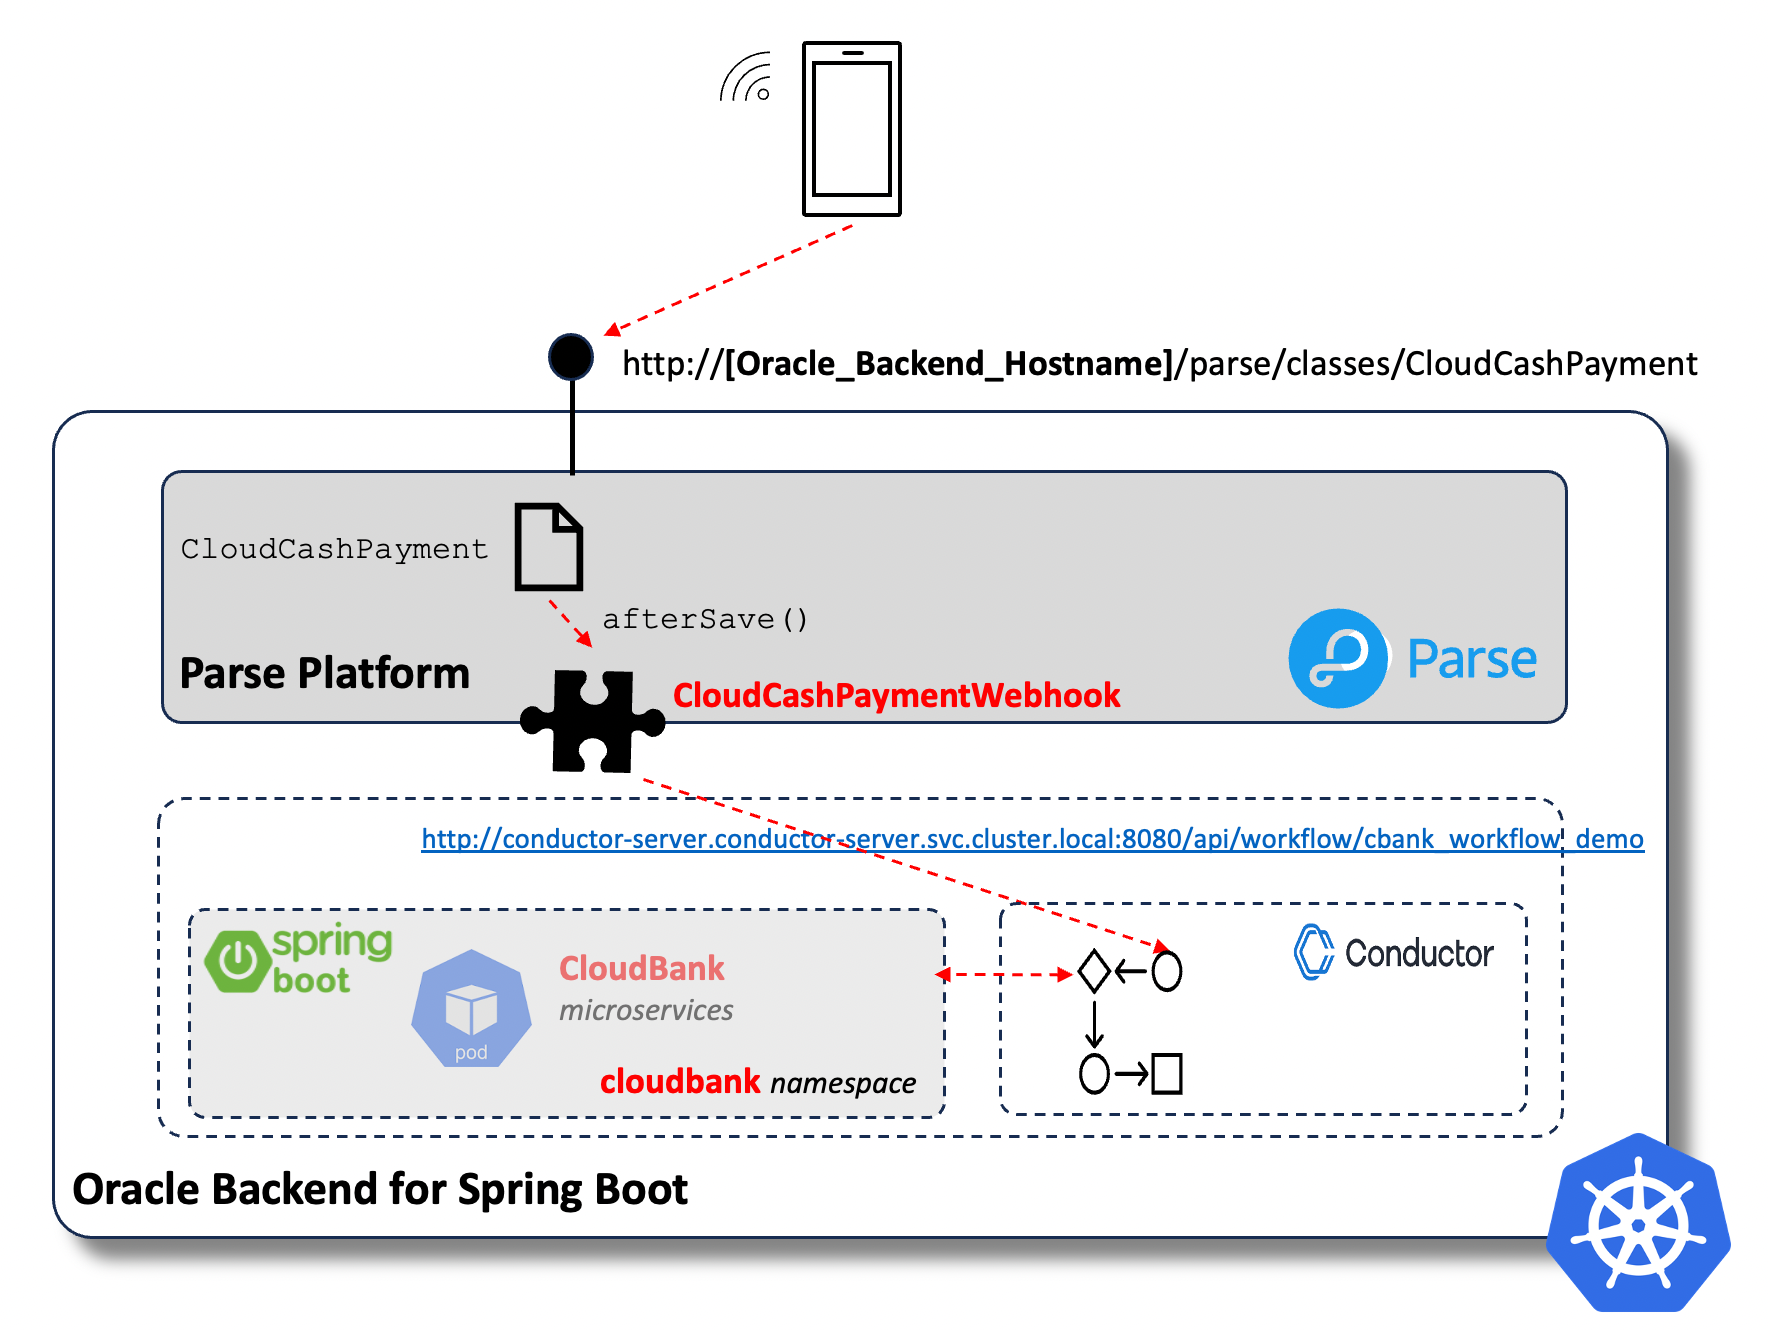 http://[Oracle_Backend_Hostname]/parse/classes/CloudCashPayment
CloudCashPayment
afterSave()
Parse Platform
CloudCashPaymentWebhook
Parse
http://conductor-server.conductor-server.svc.cluster.local:8080/api/workflow/cbank_workflow_demo
spring
boot
pod
CloudBank
microservices
cloudbank namespace
Conductor
Oracle Backend for Spring Boot